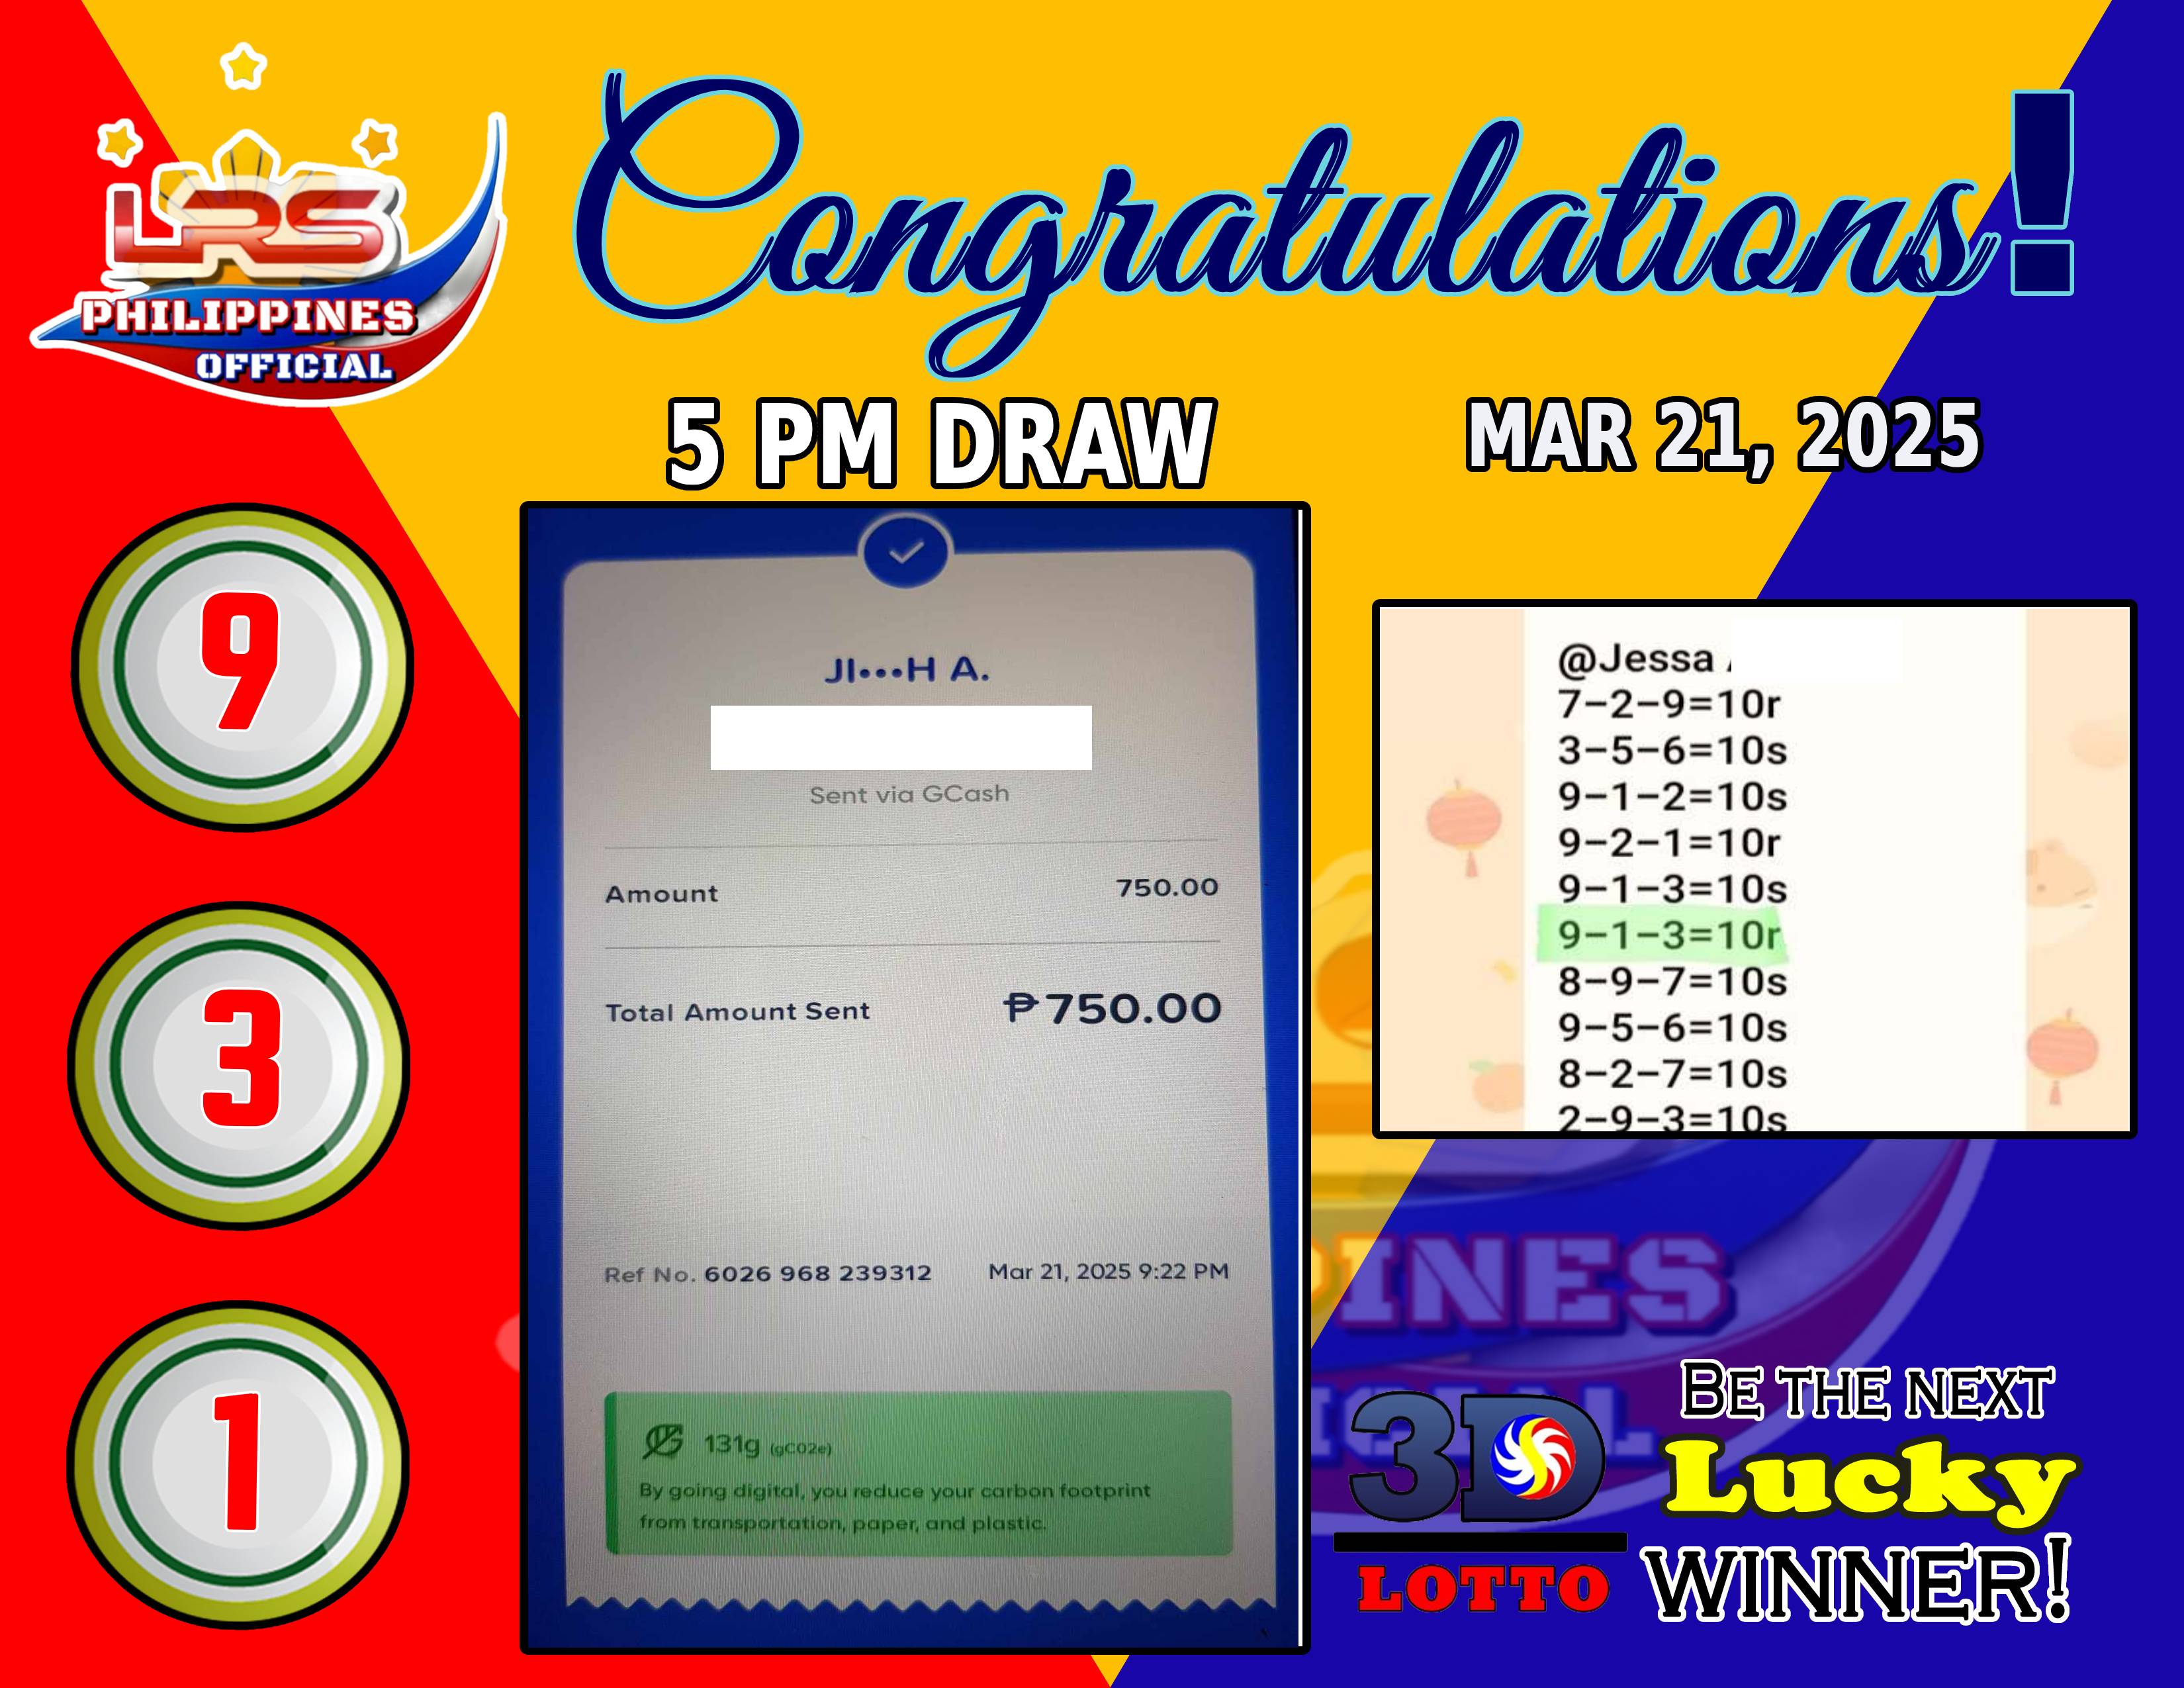 LRS
PHILIPPINES
OFFICIAL
Congratulations!
5 PM DRAW
MAR 21, 2025
9
3
1
JI•••H A.
Sent via GCash
Amount 750.00
Total Amount Sent ₱750.00
Ref No. 6026 968 239312 Mar 21, 2025 9:22 PM
131g (gCO2e)
By going digital, you reduce your carbon footprint
from transportation, paper, and plastic.
@Jessa
7-2-9=10r
3-5-6=10s
9-1-2=10s
9-2-1=10r
9-1-3=10s
9-1-3=10r
8-9-7=10s
9-5-6=10s
8-2-7=10s
2-9-3=10s
PINES
ICIAL
3D
LOTTO
BE THE NEXT
Lucky
WINNER!